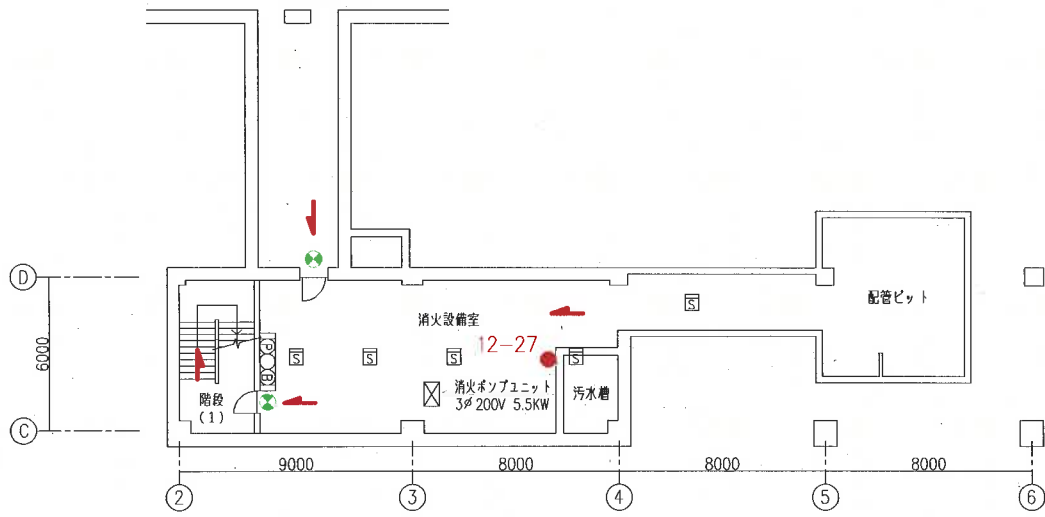 D
6000
C
消火設備室
配管ピット
S
S
S
S
S
12-27
P
B
階段
(1)
消火ポンプユニット
3φ200V 5.5KW
汚水槽
9000
8000
8000
8000
2
3
4
5
6